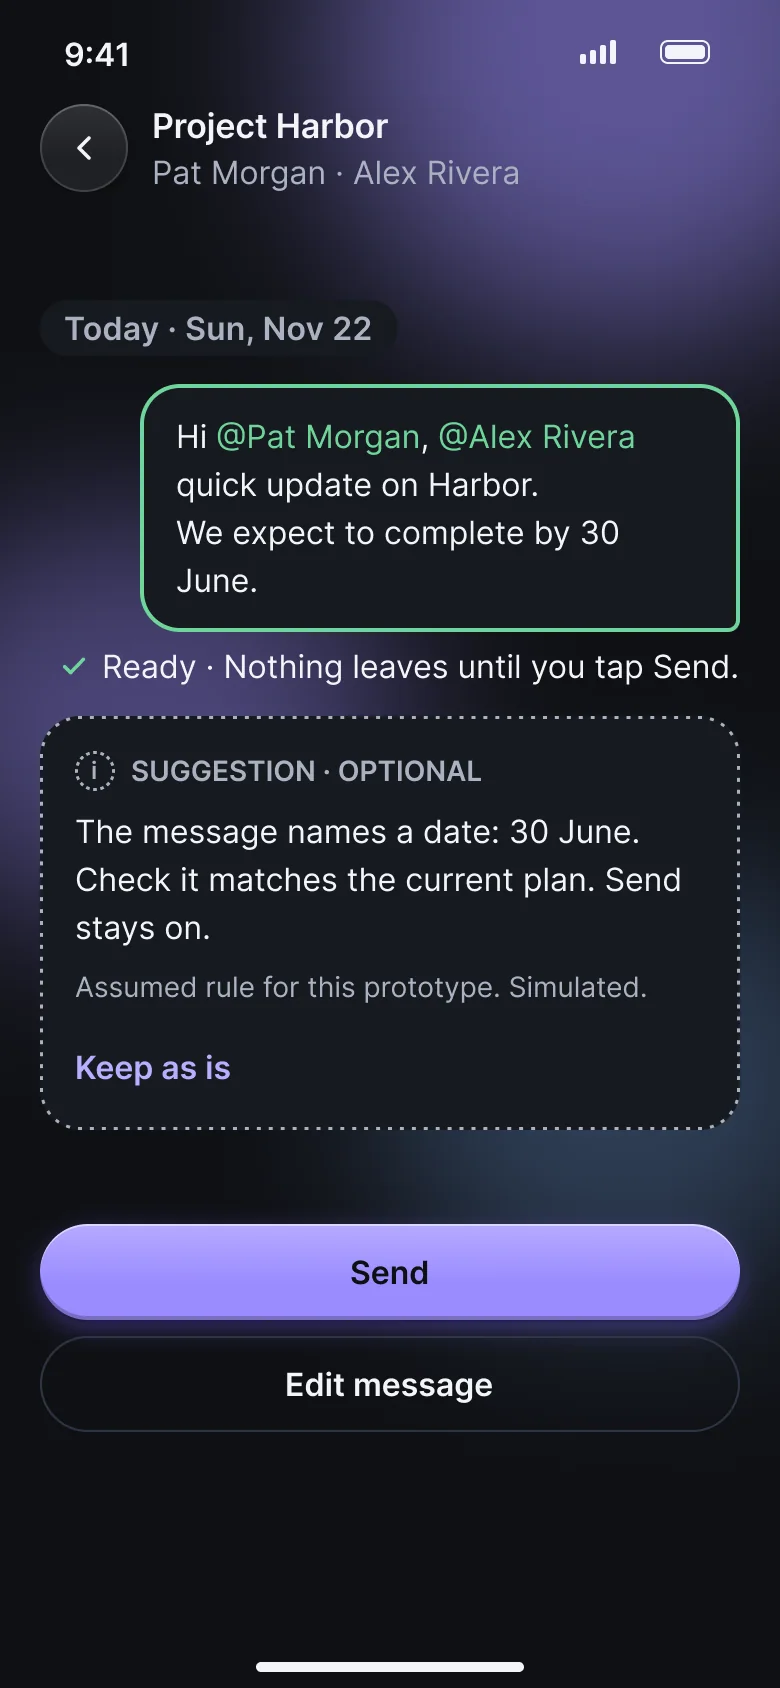 9:41
Project Harbor
Pat Morgan · Alex Rivera
Today · Sun, Nov 22
Hi @Pat Morgan, @Alex Rivera
quick update on Harbor.
We expect to complete by 30
June.
Ready · Nothing leaves until you tap Send.
SUGGESTION · OPTIONAL
The message names a date: 30 June.
Check it matches the current plan. Send
stays on.
Assumed rule for this prototype. Simulated.
Keep as is
Send
Edit message